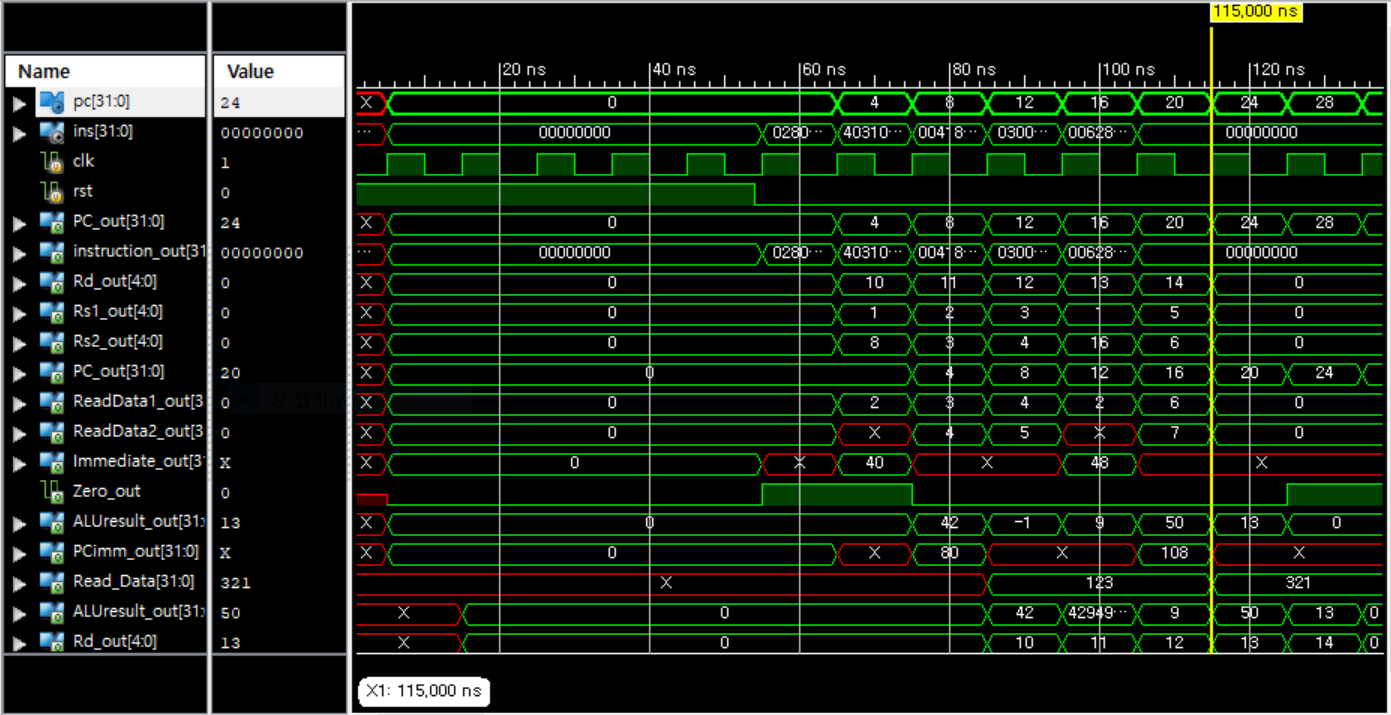 115,000 ns
Name Value
20 ns 40 ns 60 ns 80 ns 100 ns 120 ns
pc[31:0] 24 X 0 4 8 12 16 20 24 28
ins[31:0] 00000000 ... 00000000 0280... 40310... 00418... 0300... 00628... 00000000
clk 1
rst 0
PC_out[31:0] 24 X 0 4 8 12 16 20 24 28
instruction_out[31 00000000 ... 00000000 0280... 40310... 00418... 0300... 00628... 00000000
Rd_out[4:0] 0 X 0 10 11 12 13 14 0
Rs1_out[4:0] 0 X 0 1 2 3 1 5 0
Rs2_out[4:0] 0 X 0 8 3 4 16 6 0
PC_out[31:0] 20 X 0 4 8 12 16 20 24
ReadData1_out[3 0 X 0 2 3 4 2 6 0
ReadData2_out[3 0 X 0 X 4 5 X 7 0
Immediate_out[3 X X 0 X 40 X 48 X
Zero_out 0
ALUresult_out[31: 13 X 0 42 -1 9 50 13 0
PCimm_out[31:0] X X 0 X 80 X 108 X
Read_Data[31:0] 321 X 123 321
ALUresult_out[31: 50 X 0 42 42949... 9 50 13 0
Rd_out[4:0] 13 X 0 10 11 12 13 14 0
X1: 115,000 ns